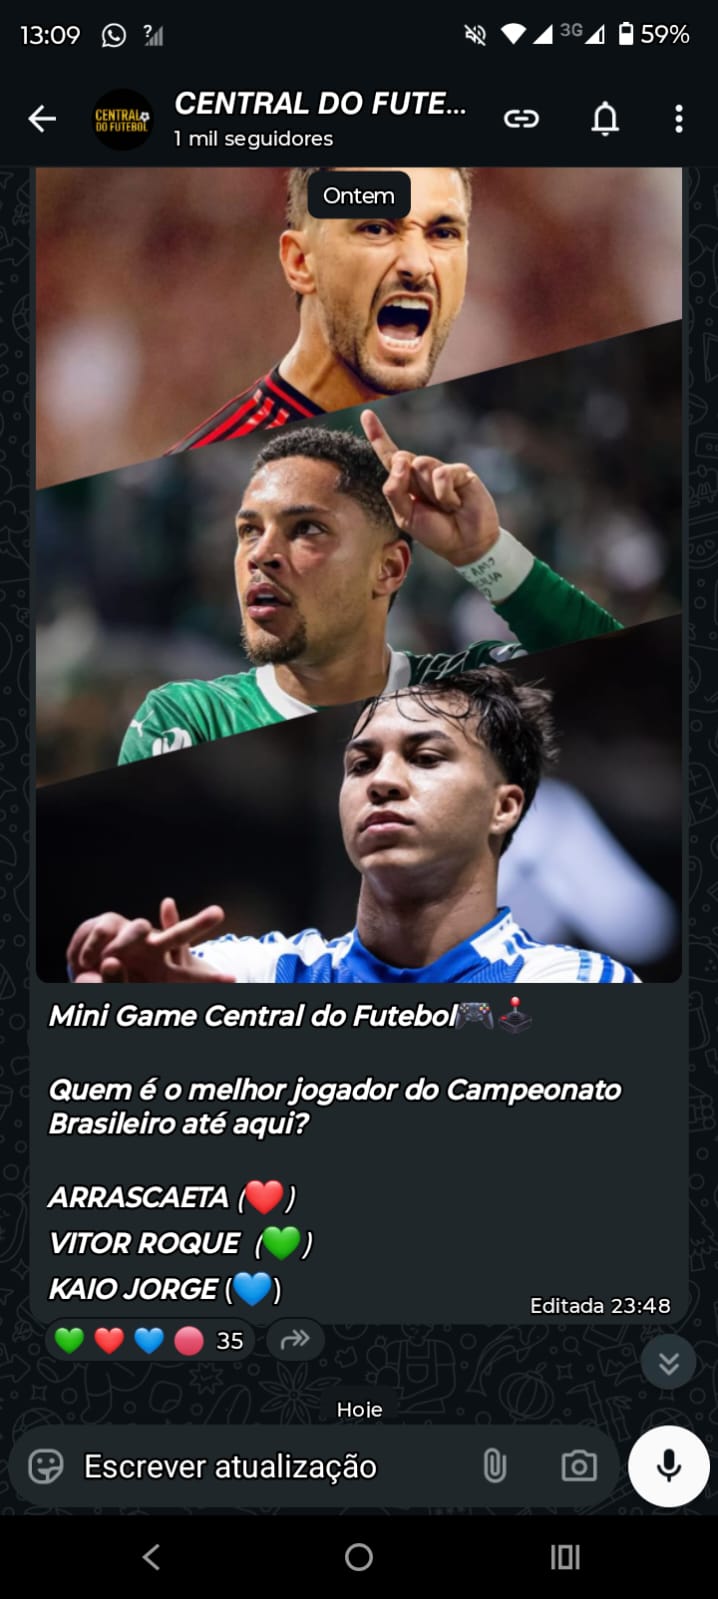 13:09
3G
59%
CENTRAL DO FUTEBOL
CENTRAL DO FUTE...
1 mil seguidores
Ontem
Mini Game Central do Futebol🎮🕹️
Quem é o melhor jogador do Campeonato
Brasileiro até aqui?
ARRASCAETA (❤️)
VITOR ROQUE (💚)
KAIO JORGE (💙)
Editada 23:48
35
Hoje
Escrever atualização